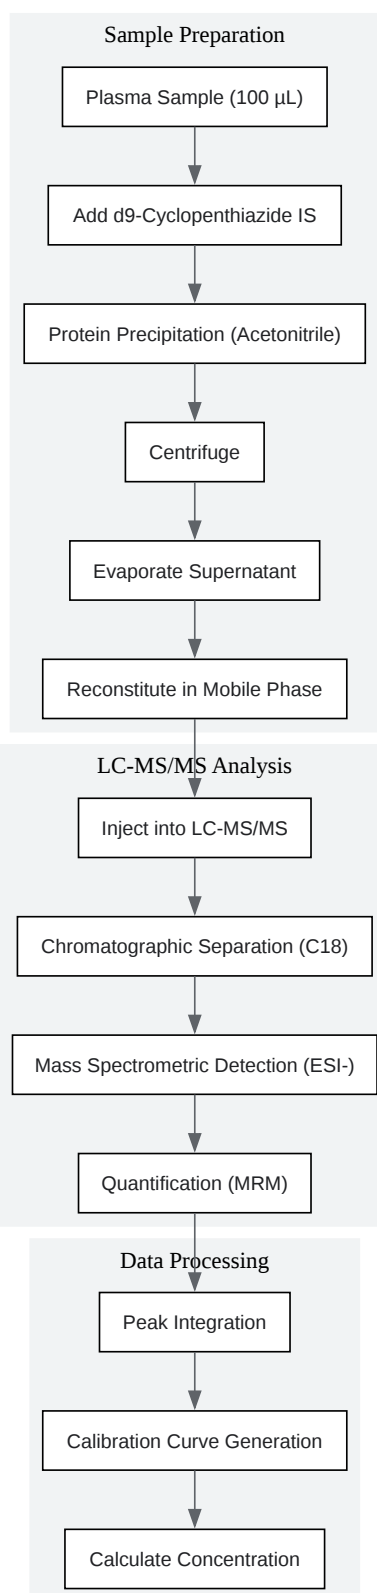 Sample Preparation
Plasma Sample (100 µL)
Add d9-Cyclopenthiazide IS
Protein Precipitation (Acetonitrile)
Centrifuge
Evaporate Supernatant
Reconstitute in Mobile Phase
LC-MS/MS Analysis
Inject into LC-MS/MS
Chromatographic Separation (C18)
Mass Spectrometric Detection (ESI-)
Quantification (MRM)
Data Processing
Peak Integration
Calibration Curve Generation
Calculate Concentration